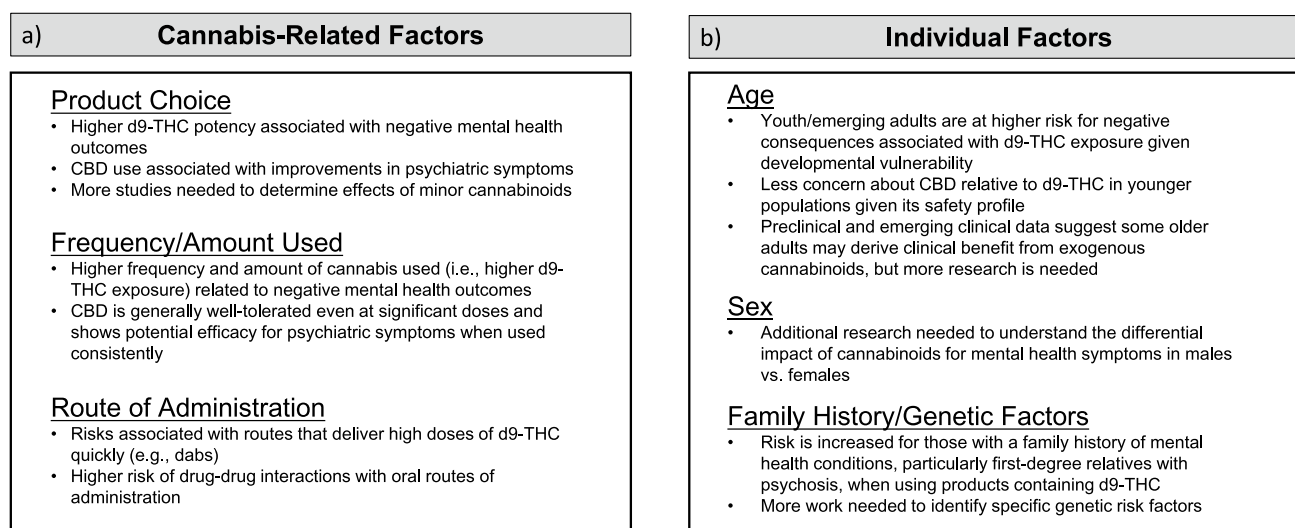 a) Cannabis-Related Factors
Product Choice
• Higher d9-THC potency associated with negative mental health
outcomes
• CBD use associated with improvements in psychiatric symptoms
• More studies needed to determine effects of minor cannabinoids
Frequency/Amount Used
• Higher frequency and amount of cannabis used (i.e., higher d9-
THC exposure) related to negative mental health outcomes
• CBD is generally well-tolerated even at significant doses and
shows potential efficacy for psychiatric symptoms when used
consistently
Route of Administration
• Risks associated with routes that deliver high doses of d9-THC
quickly (e.g., dabs)
• Higher risk of drug-drug interactions with oral routes of
administration
b) Individual Factors
Age
• Youth/emerging adults are at higher risk for negative
consequences associated with d9-THC exposure given
developmental vulnerability
• Less concern about CBD relative to d9-THC in younger
populations given its safety profile
• Preclinical and emerging clinical data suggest some older
adults may derive clinical benefit from exogenous
cannabinoids, but more research is needed
Sex
• Additional research needed to understand the differential
impact of cannabinoids for mental health symptoms in males
vs. females
Family History/Genetic Factors
• Risk is increased for those with a family history of mental
health conditions, particularly first-degree relatives with
psychosis, when using products containing d9-THC
• More work needed to identify specific genetic risk factors